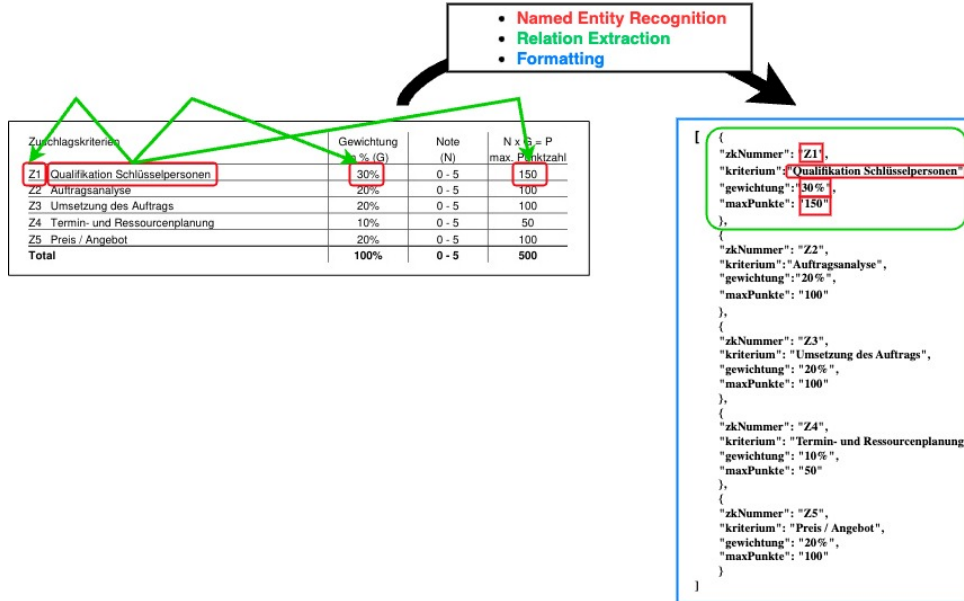 • Named Entity Recognition
• Relation Extraction
• Formatting
Zuschlagskriterien Gewichtung Note N x G = P
in % (G) (N) max. Punktzahl
Z1 Qualifikation Schlüsselpersonen 30% 0 - 5 150
Z2 Auftragsanalyse 20% 0 - 5 100
Z3 Umsetzung des Auftrags 20% 0 - 5 100
Z4 Termin- und Ressourcenplanung 10% 0 - 5 50
Z5 Preis / Angebot 20% 0 - 5 100
Total 100% 0 - 5 500
[ {
"zkNummer": "Z1",
"kriterium":"Qualifikation Schlüsselpersonen"
"gewichtung":"30%",
"maxPunkte": "150"
},
{
"zkNummer": "Z2",
"kriterium":"Auftragsanalyse",
"gewichtung":"20%",
"maxPunkte": "100"
},
{
"zkNummer": "Z3",
"kriterium": "Umsetzung des Auftrags",
"gewichtung": "20%",
"maxPunkte": "100"
},
{
"zkNummer": "Z4",
"kriterium": "Termin- und Ressourcenplanung
"gewichtung": "10%",
"maxPunkte": "50"
},
{
"zkNummer": "Z5",
"kriterium": "Preis / Angebot",
"gewichtung": "20%",
"maxPunkte": "100"
}
]